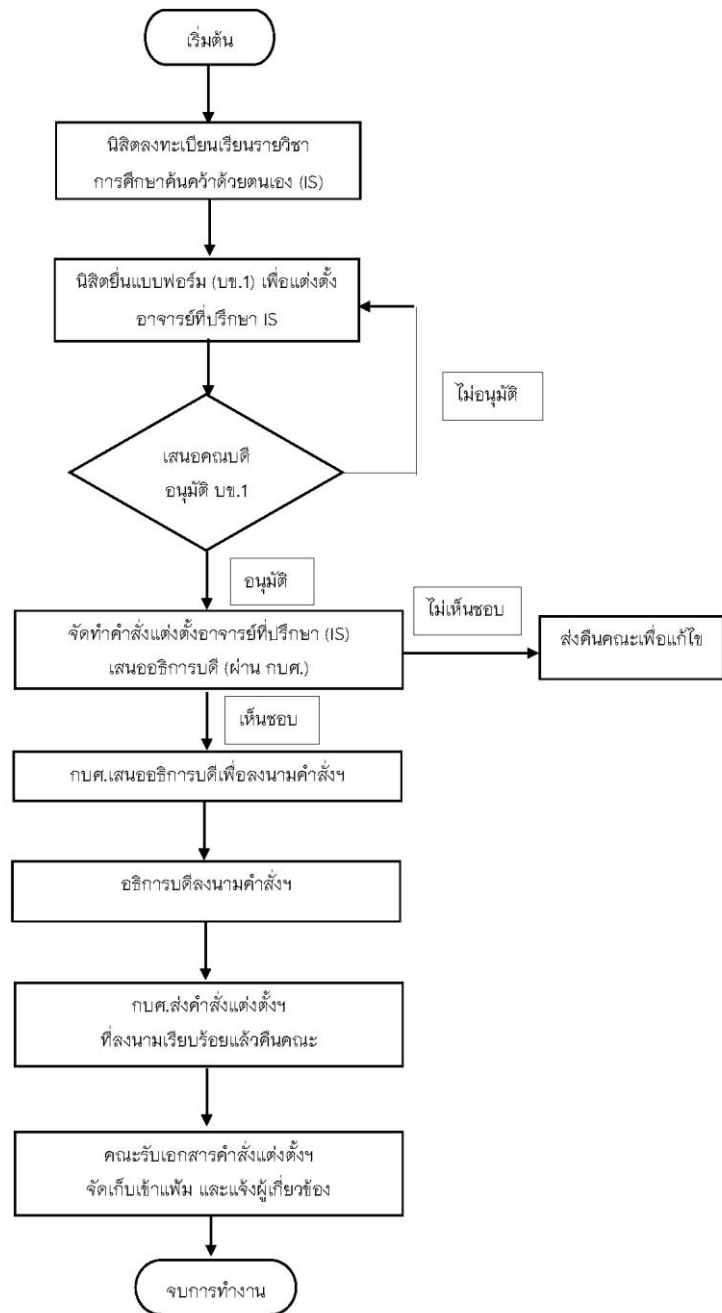 เริ่มต้น
นิสิตลงทะเบียนเรียนรายวิชา
การศึกษาค้นคว้าด้วยตนเอง (IS)
นิสิตยื่นแบบฟอร์ม (บข.1) เพื่อแต่งตั้ง
อาจารย์ที่ปรึกษา IS
ไม่อนุมัติ
เสนอคณบดี
อนุมัติ บข.1
อนุมัติ
ไม่เห็นชอบ
จัดทำคำสั่งแต่งตั้งอาจารย์ที่ปรึกษา (IS)
เสนออธิการบดี (ผ่าน กบศ.)
ส่งคืนคณะเพื่อแก้ไข
เห็นชอบ
กบศ.เสนออธิการบดีเพื่อลงนามคำสั่งฯ
อธิการบดีลงนามคำสั่งฯ
กบศ.ส่งคำสั่งแต่งตั้งฯ
ที่ลงนามเรียบร้อยแล้วคืนคณะ
คณะรับเอกสารคำสั่งแต่งตั้งฯ
จัดเก็บเข้าแฟ้ม และแจ้งผู้เกี่ยวข้อง
จบการทำงาน